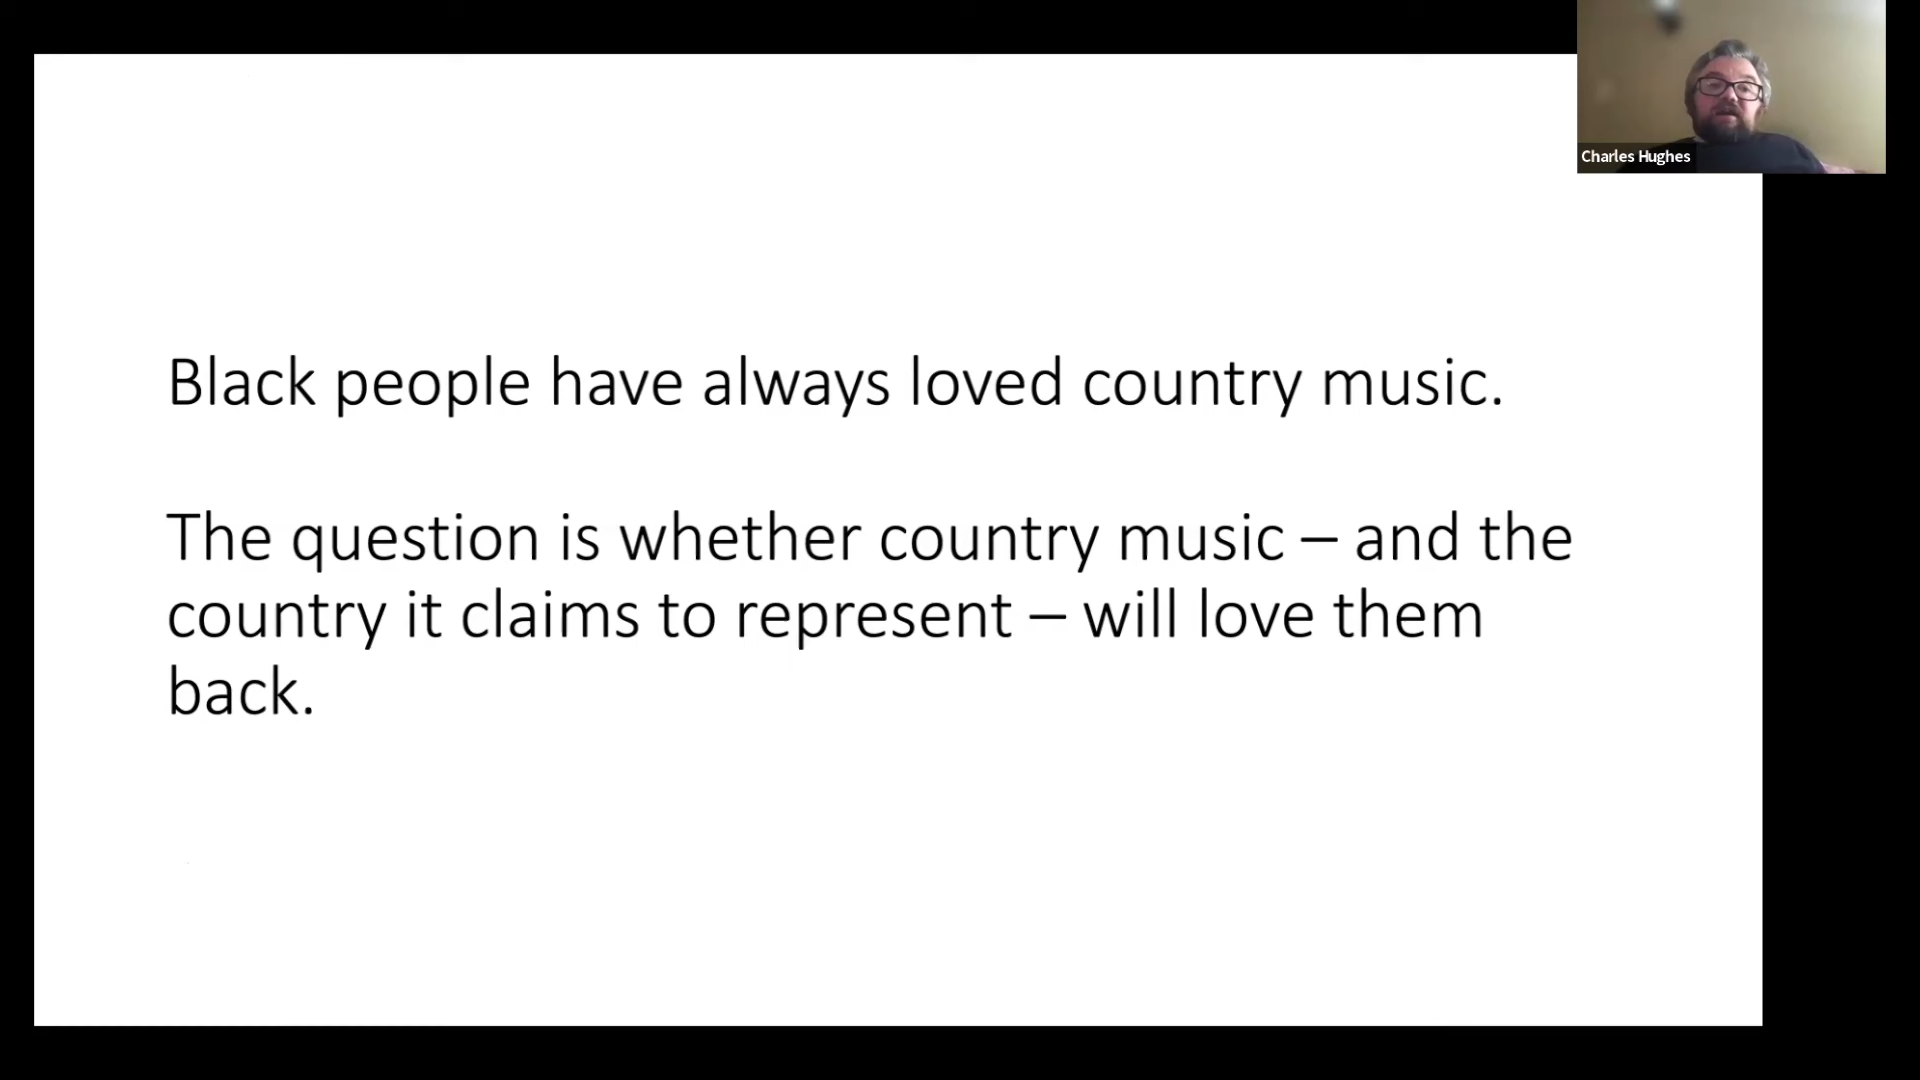 Charles Hughes
Black people have always loved country music.
The question is whether country music – and the
country it claims to represent – will love them
back.